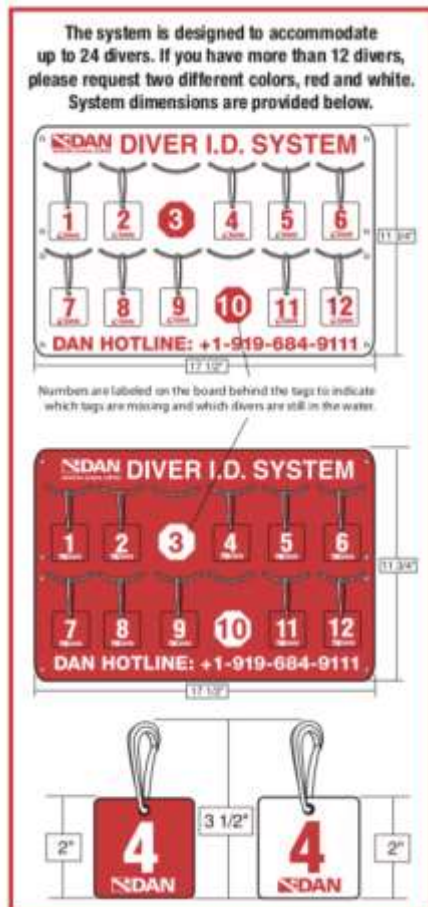 The system is designed to accommodate
up to 24 divers. If you have more than 12 divers,
please request two different colors, red and white.
System dimensions are provided below.
DAN DIVER I.D. SYSTEM
1 2 3 4 5 6
11 3/4"
7 8 9 10 11 12
DAN HOTLINE: +1-919-684-9111
17 1/2"
Numbers are labeled on the board behind the tags to indicate
which tags are missing and which divers are still in the water.
DAN DIVER I.D. SYSTEM
1 2 3 4 5 6
11 3/4"
7 8 9 10 11 12
DAN HOTLINE: +1-919-684-9111
17 1/2"
3 1/2"
2" 4 4 2"
DAN DAN